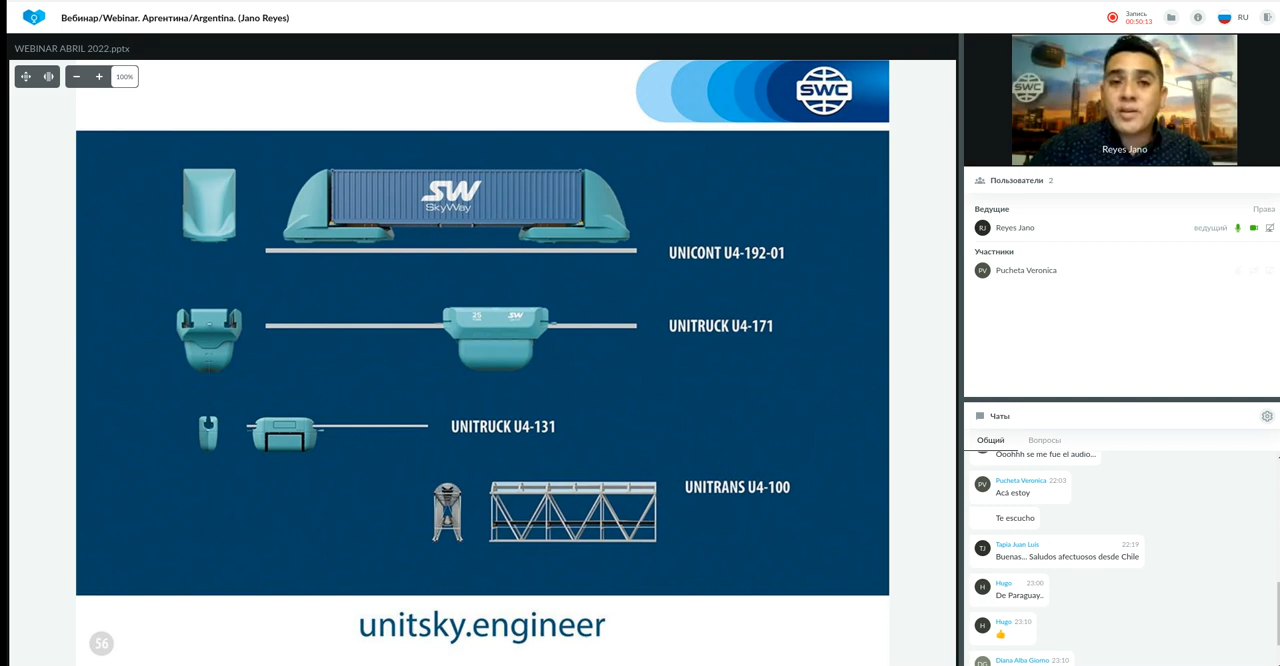 Вебинар/Webinar. Аргентина/Argentina. (Jano Reyes)
Запись
00:50:13
RU
WEBINAR ABRIL 2022.pptx
100%
SWC
SW
SkyWay
UNICONT U4-192-01
25
SW
UNITRUCK U4-171
UNITRUCK U4-131
UNITRANS U4-100
unitsky.engineer
56
SWC
Reyes Jano
Пользователи 2
Ведущие Права
RJ Reyes Jano ведущий
Участники
PV Pucheta Veronica
Чаты
Общий Вопросы
Ooohhh se me fue el audio...
PV Pucheta Veronica 22:03
Acá estoy
Te escucho
TJ Tapia Juan Luis 22:19
Buenas... Saludos afectuosos desde Chile
H Hugo 23:00
De Paraguay..
H Hugo 23:10
👍
DG Diana Alba Giorno 23:10